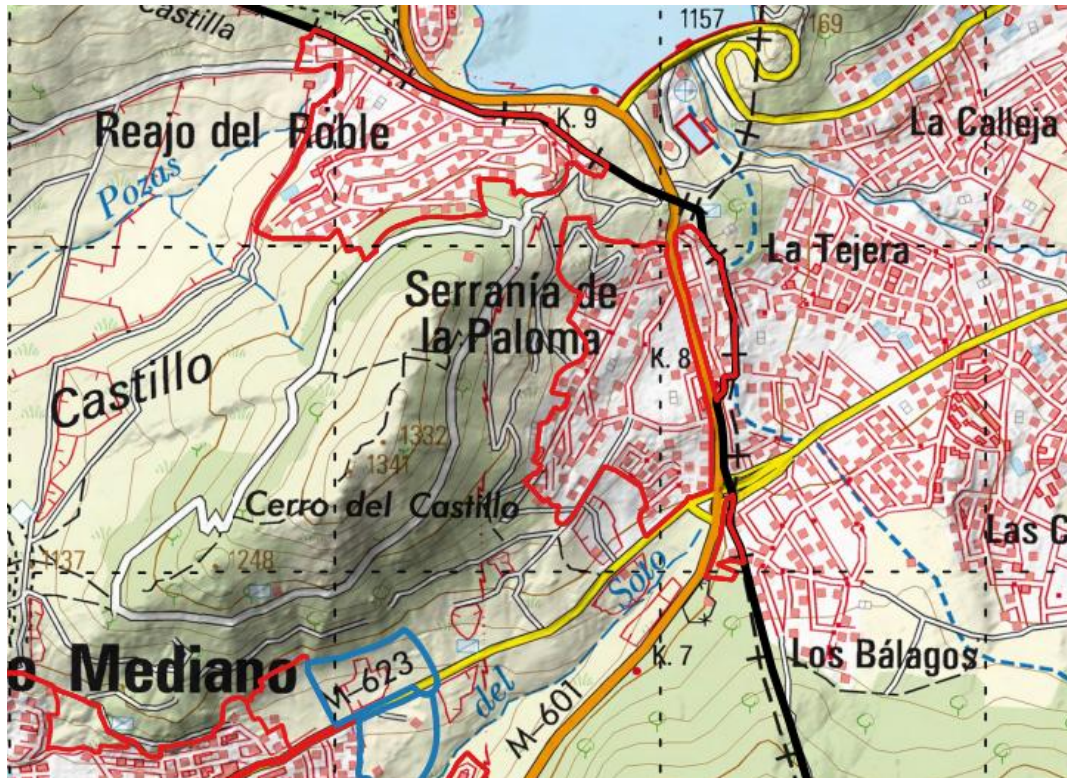 Castilla
1157
169
K. 9
La Calleja
Reajo del Roble
Pozas
La Tejera
Serranía de
la Paloma
K. 8
Castillo
1332
1341
Cerro del Castillo
Las C
1137
1248
Soto
o Mediano
M-623
K. 7
Los Bálagos
del
M-601